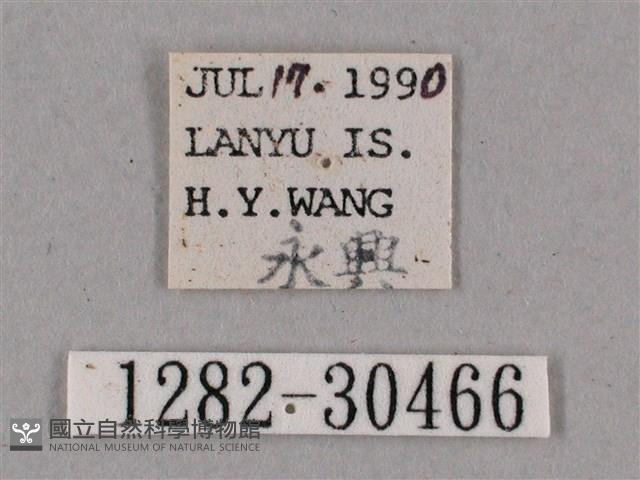 JUL 17. 1990
LANYU IS.
H.Y.WANG
永興
1282-30466
國立自然科學博物館
NATIONAL MUSEUM OF NATURAL SCIENCE